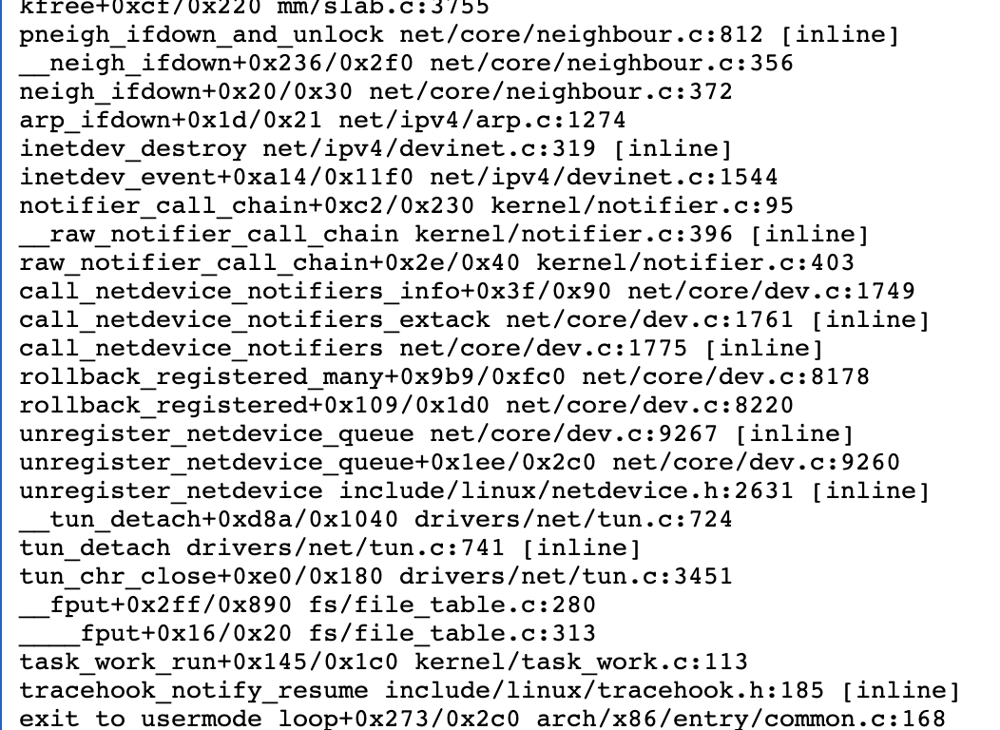 kfree+0xcf/0x220 mm/slab.c:3755
pneigh_ifdown_and_unlock net/core/neighbour.c:812 [inline]
__neigh_ifdown+0x236/0x2f0 net/core/neighbour.c:356
neigh_ifdown+0x20/0x30 net/core/neighbour.c:372
arp_ifdown+0x1d/0x21 net/ipv4/arp.c:1274
inetdev_destroy net/ipv4/devinet.c:319 [inline]
inetdev_event+0xa14/0x11f0 net/ipv4/devinet.c:1544
notifier_call_chain+0xc2/0x230 kernel/notifier.c:95
__raw_notifier_call_chain kernel/notifier.c:396 [inline]
raw_notifier_call_chain+0x2e/0x40 kernel/notifier.c:403
call_netdevice_notifiers_info+0x3f/0x90 net/core/dev.c:1749
call_netdevice_notifiers_extack net/core/dev.c:1761 [inline]
call_netdevice_notifiers net/core/dev.c:1775 [inline]
rollback_registered_many+0x9b9/0xfc0 net/core/dev.c:8178
rollback_registered+0x109/0x1d0 net/core/dev.c:8220
unregister_netdevice_queue net/core/dev.c:9267 [inline]
unregister_netdevice_queue+0x1ee/0x2c0 net/core/dev.c:9260
unregister_netdevice include/linux/netdevice.h:2631 [inline]
__tun_detach+0xd8a/0x1040 drivers/net/tun.c:724
tun_detach drivers/net/tun.c:741 [inline]
tun_chr_close+0xe0/0x180 drivers/net/tun.c:3451
__fput+0x2ff/0x890 fs/file_table.c:280
____fput+0x16/0x20 fs/file_table.c:313
task_work_run+0x145/0x1c0 kernel/task_work.c:113
tracehook_notify_resume include/linux/tracehook.h:185 [inline]
exit to usermode loop+0x273/0x2c0 arch/x86/entry/common.c:168